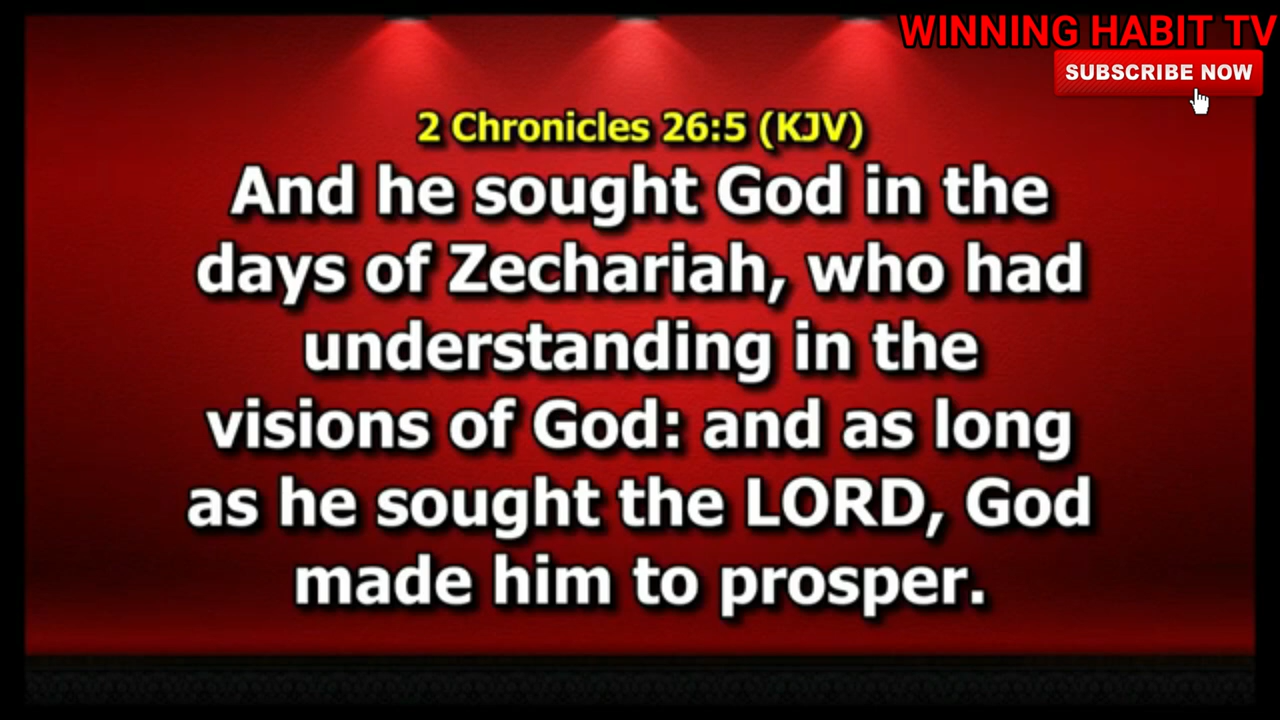 WINNING HABIT TV
SUBSCRIBE NOW
2 Chronicles 26:5 (KJV)
And he sought God in the
days of Zechariah, who had
understanding in the
visions of God: and as long
as he sought the LORD, God
made him to prosper.